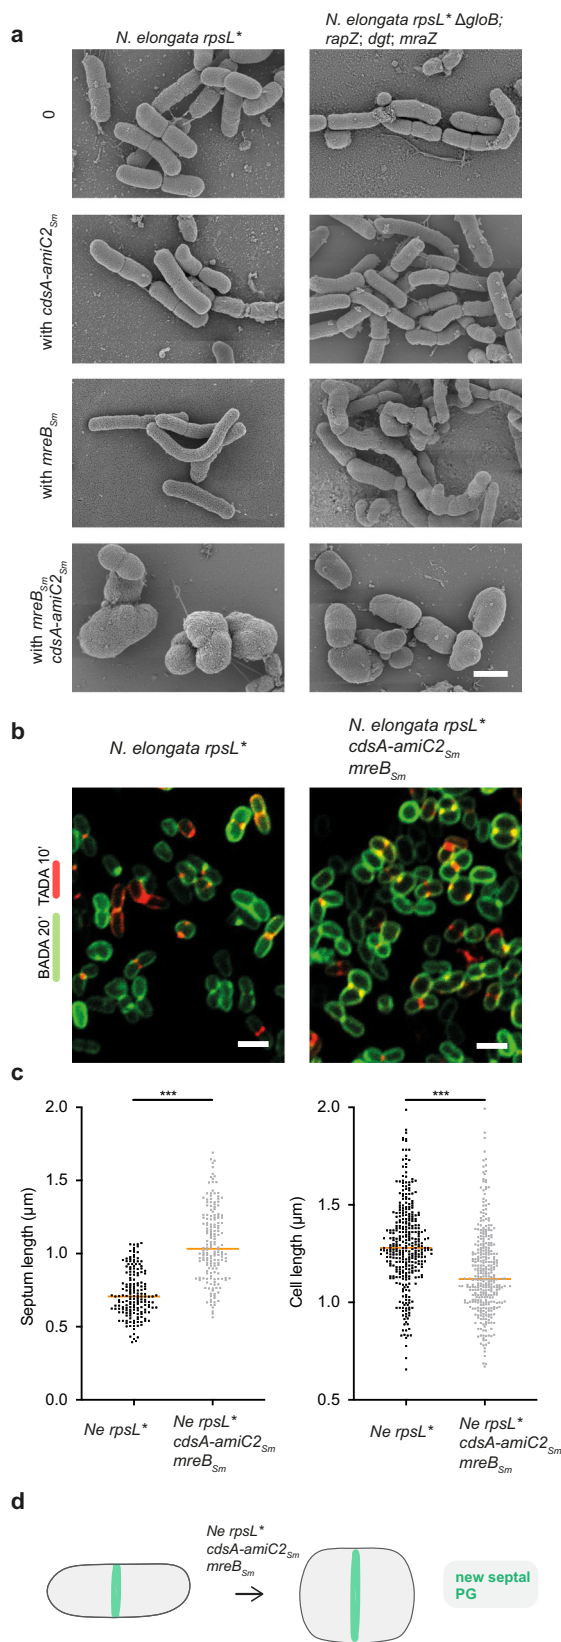 a
N. elongata rpsL*
N. elongata rpsL* ΔgloB;
rapZ; dgt; mraZ
0
with cdsA-amiC2Sm
with mreBSm
with mreBSm
cdsA-amiC2Sm
b
N. elongata rpsL*
N. elongata rpsL*
cdsA-amiC2Sm
mreBSm
BADA 20' TADA 10'
c
***
***
Septum length (µm)
2.0
1.5
1.0
0.5
0.0
Ne rpsL*
Ne rpsL*
cdsA-amiC2Sm
mreBSm
Cell length (µm)
2.0
1.5
1.0
0.5
Ne rpsL*
Ne rpsL*
cdsA-amiC2Sm
mreBSm
d
Ne rpsL*
cdsA-amiC2Sm
mreBSm
new septal
PG